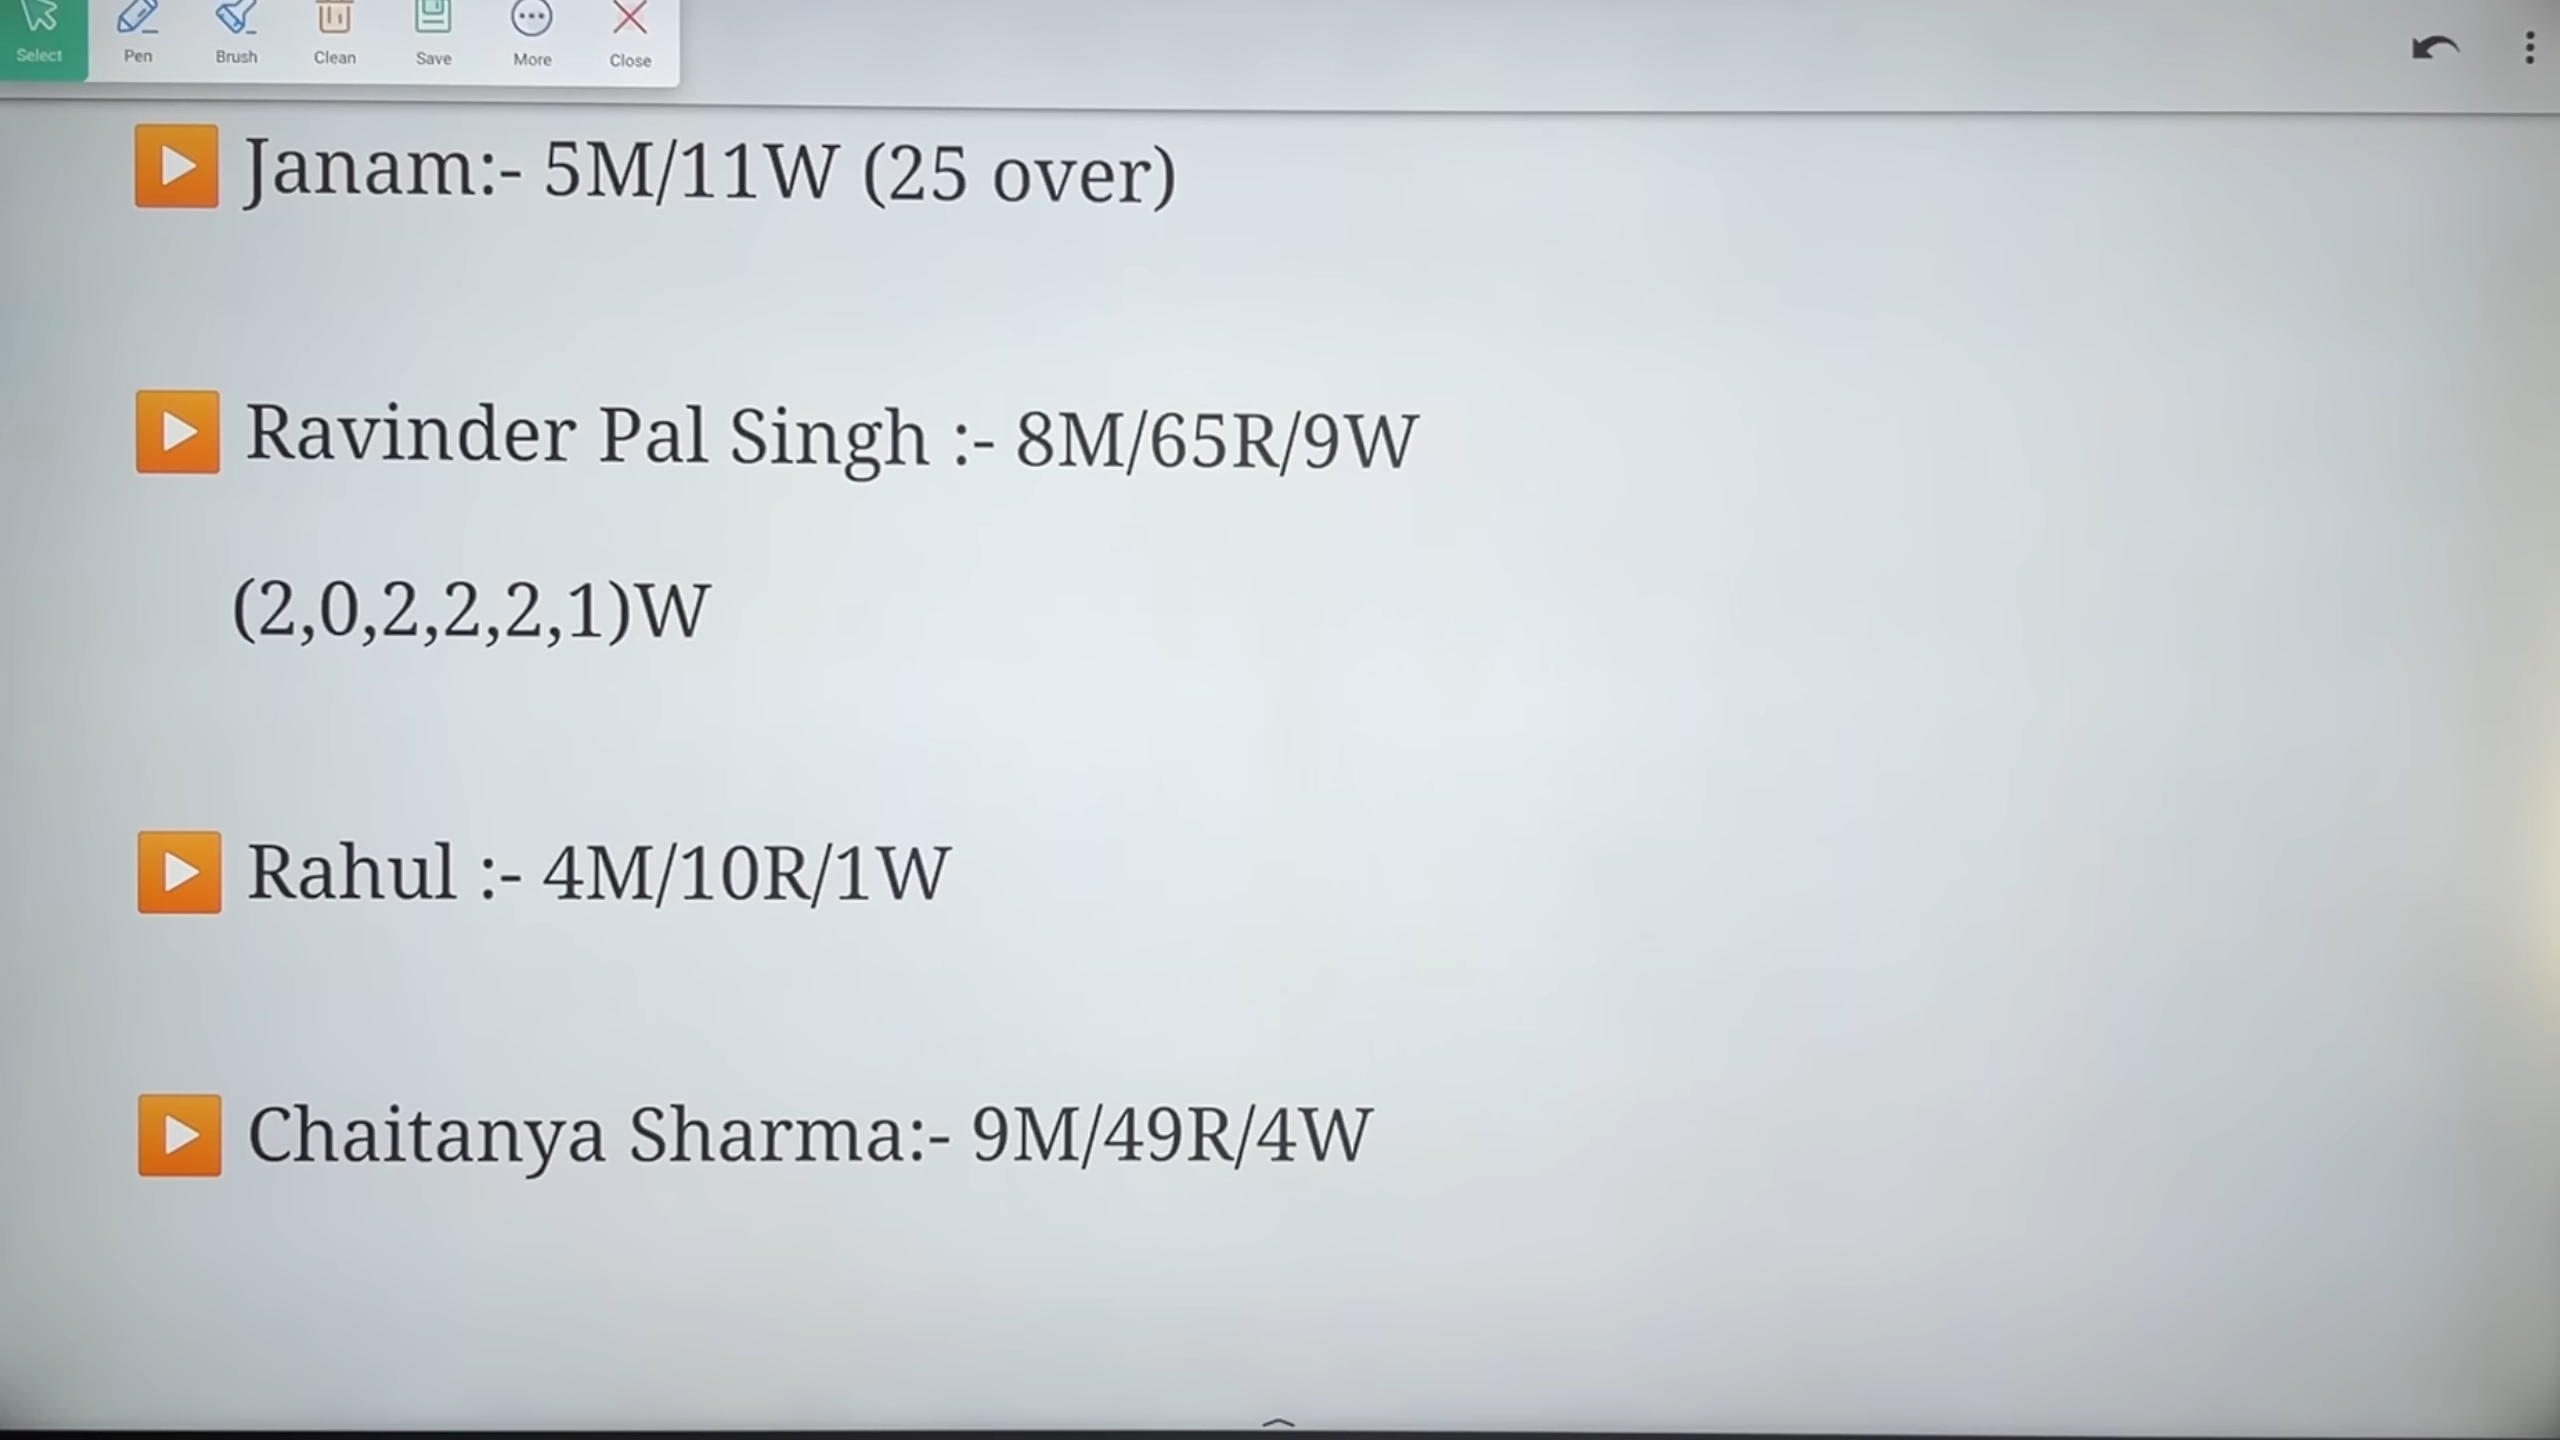 Select Pen Brush Clean Save More Close
Janam:- 5M/11W (25 over)
Ravinder Pal Singh :- 8M/65R/9W
(2,0,2,2,2,1)W
Rahul :- 4M/10R/1W
Chaitanya Sharma:- 9M/49R/4W